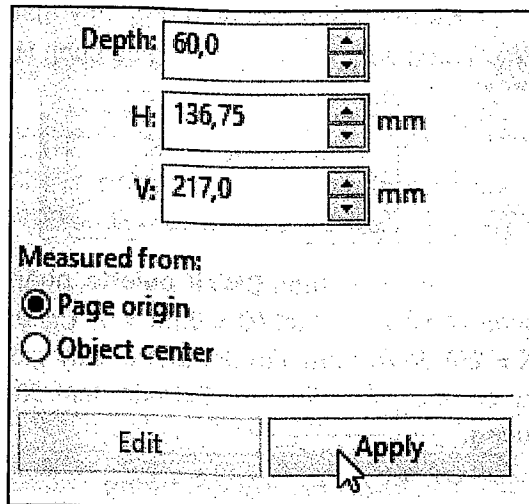 Depth: 60,0
H: 136,75 mm
V: 217,0 mm
Measured from:
Page origin
Object center
Edit Apply